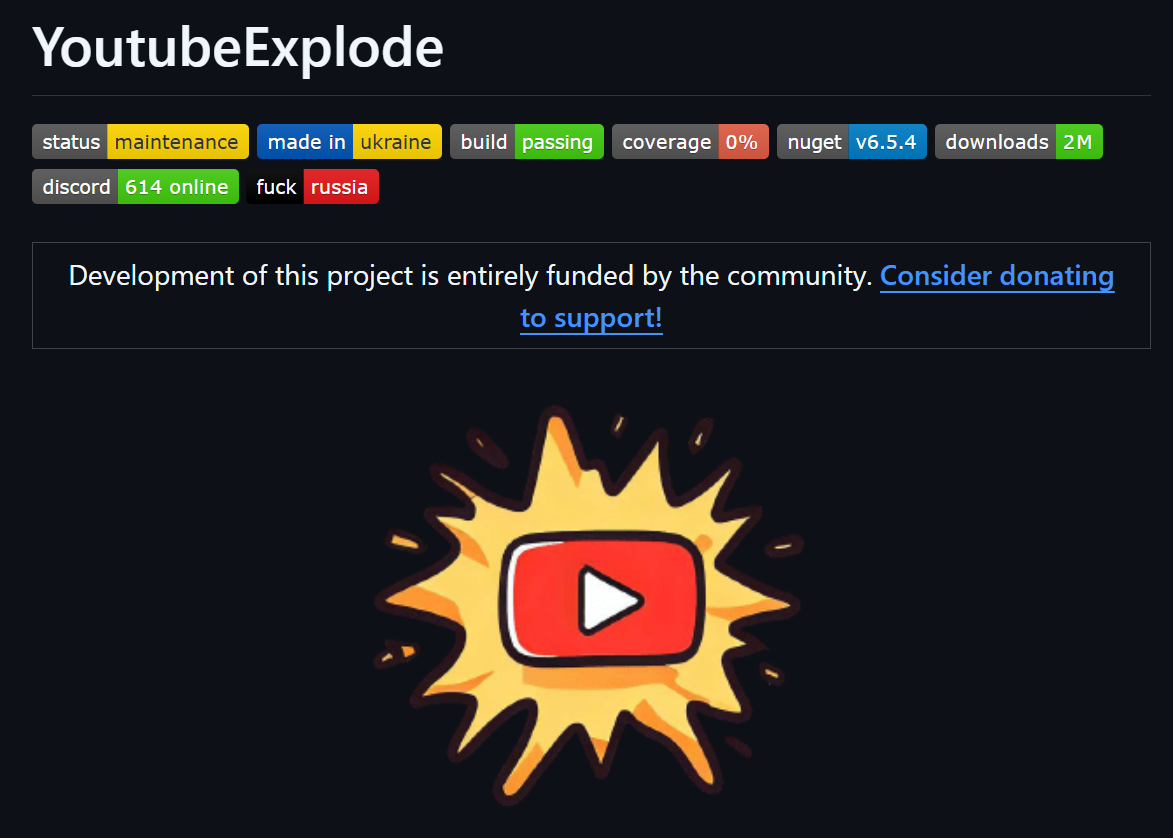 YoutubeExplode
status maintenance made in ukraine build passing coverage 0% nuget v6.5.4 downloads 2M
discord 614 online fuck russia
Development of this project is entirely funded by the community. Consider donating
to support!